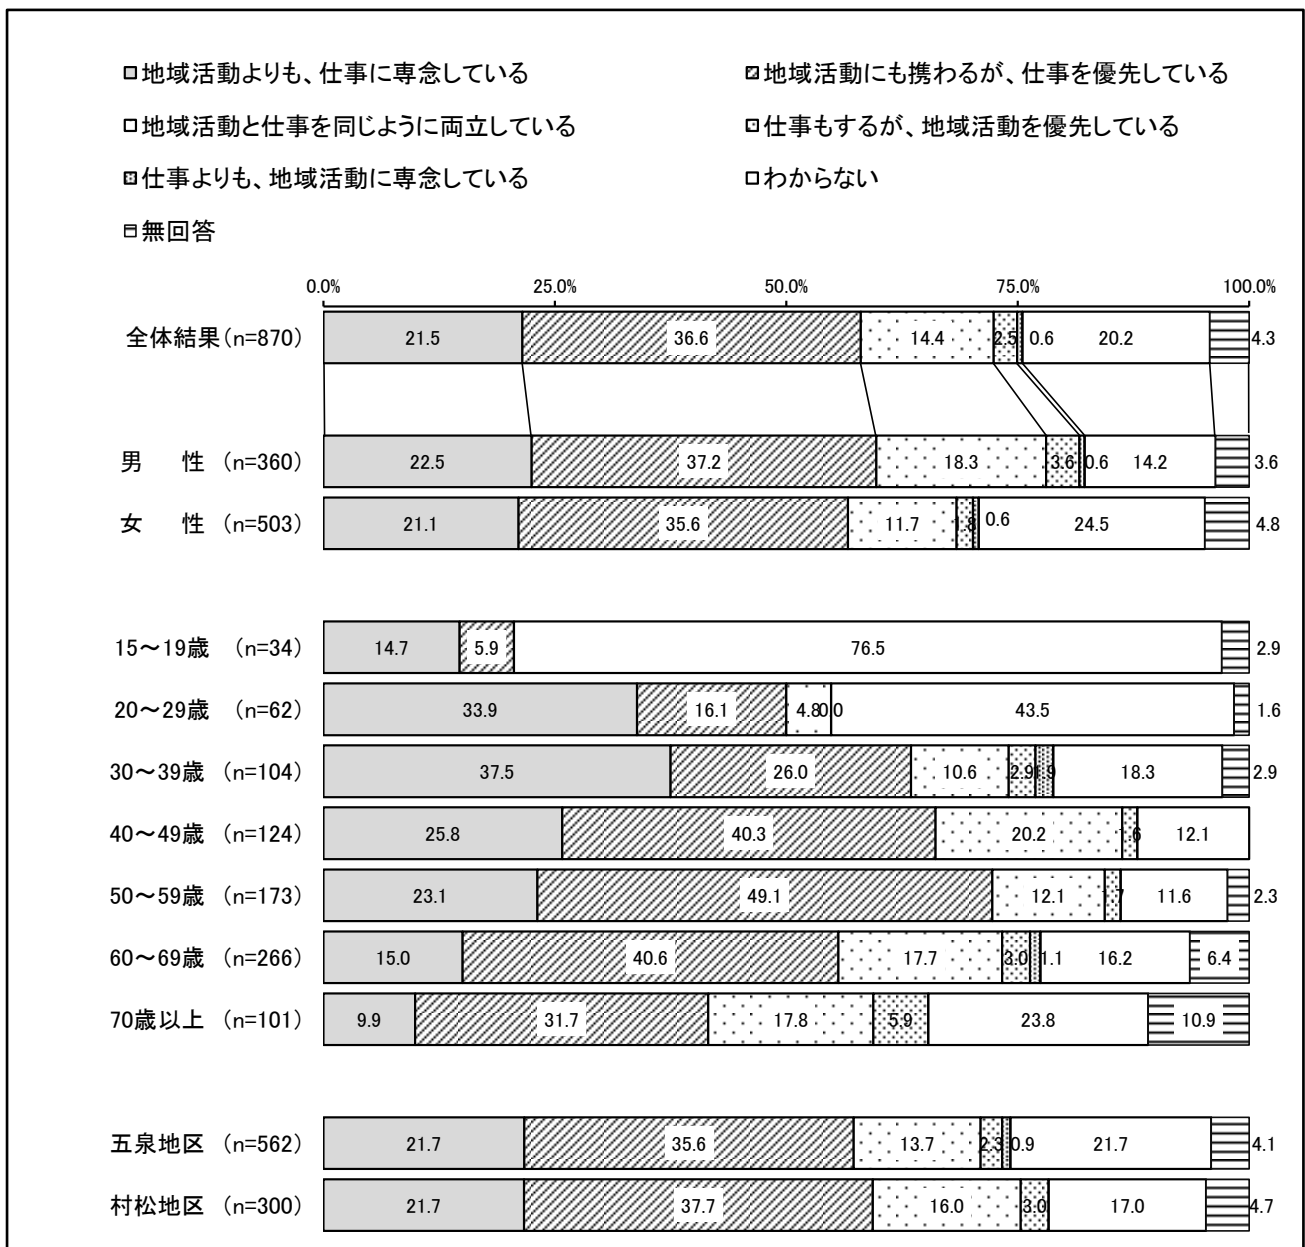 地域活動よりも、仕事に専念している 地域活動にも携わるが、仕事を優先している
地域活動と仕事を同じように両立している 仕事もするが、地域活動を優先している
仕事よりも、地域活動に専念している わからない
無回答
0.0% 25.0% 50.0% 75.0% 100.0%
全体結果(n=870) 21.5 36.6 14.4 2.5 0.6 20.2 4.3
男 性 (n=360) 22.5 37.2 18.3 3.6 0.6 14.2 3.6
女 性 (n=503) 21.1 35.6 11.7 1.8 0.6 24.5 4.8
15～19歳 (n=34) 14.7 5.9 76.5 2.9
20～29歳 (n=62) 33.9 16.1 4.8 0.0 43.5 1.6
30～39歳 (n=104) 37.5 26.0 10.6 2.9 1.9 18.3 2.9
40～49歳 (n=124) 25.8 40.3 20.2 1.6 12.1
50～59歳 (n=173) 23.1 49.1 12.1 1.7 11.6 2.3
60～69歳 (n=266) 15.0 40.6 17.7 3.0 1.1 16.2 6.4
70歳以上 (n=101) 9.9 31.7 17.8 5.9 23.8 10.9
五泉地区 (n=562) 21.7 35.6 13.7 2.3 0.9 21.7 4.1
村松地区 (n=300) 21.7 37.7 16.0 3.0 17.0 4.7